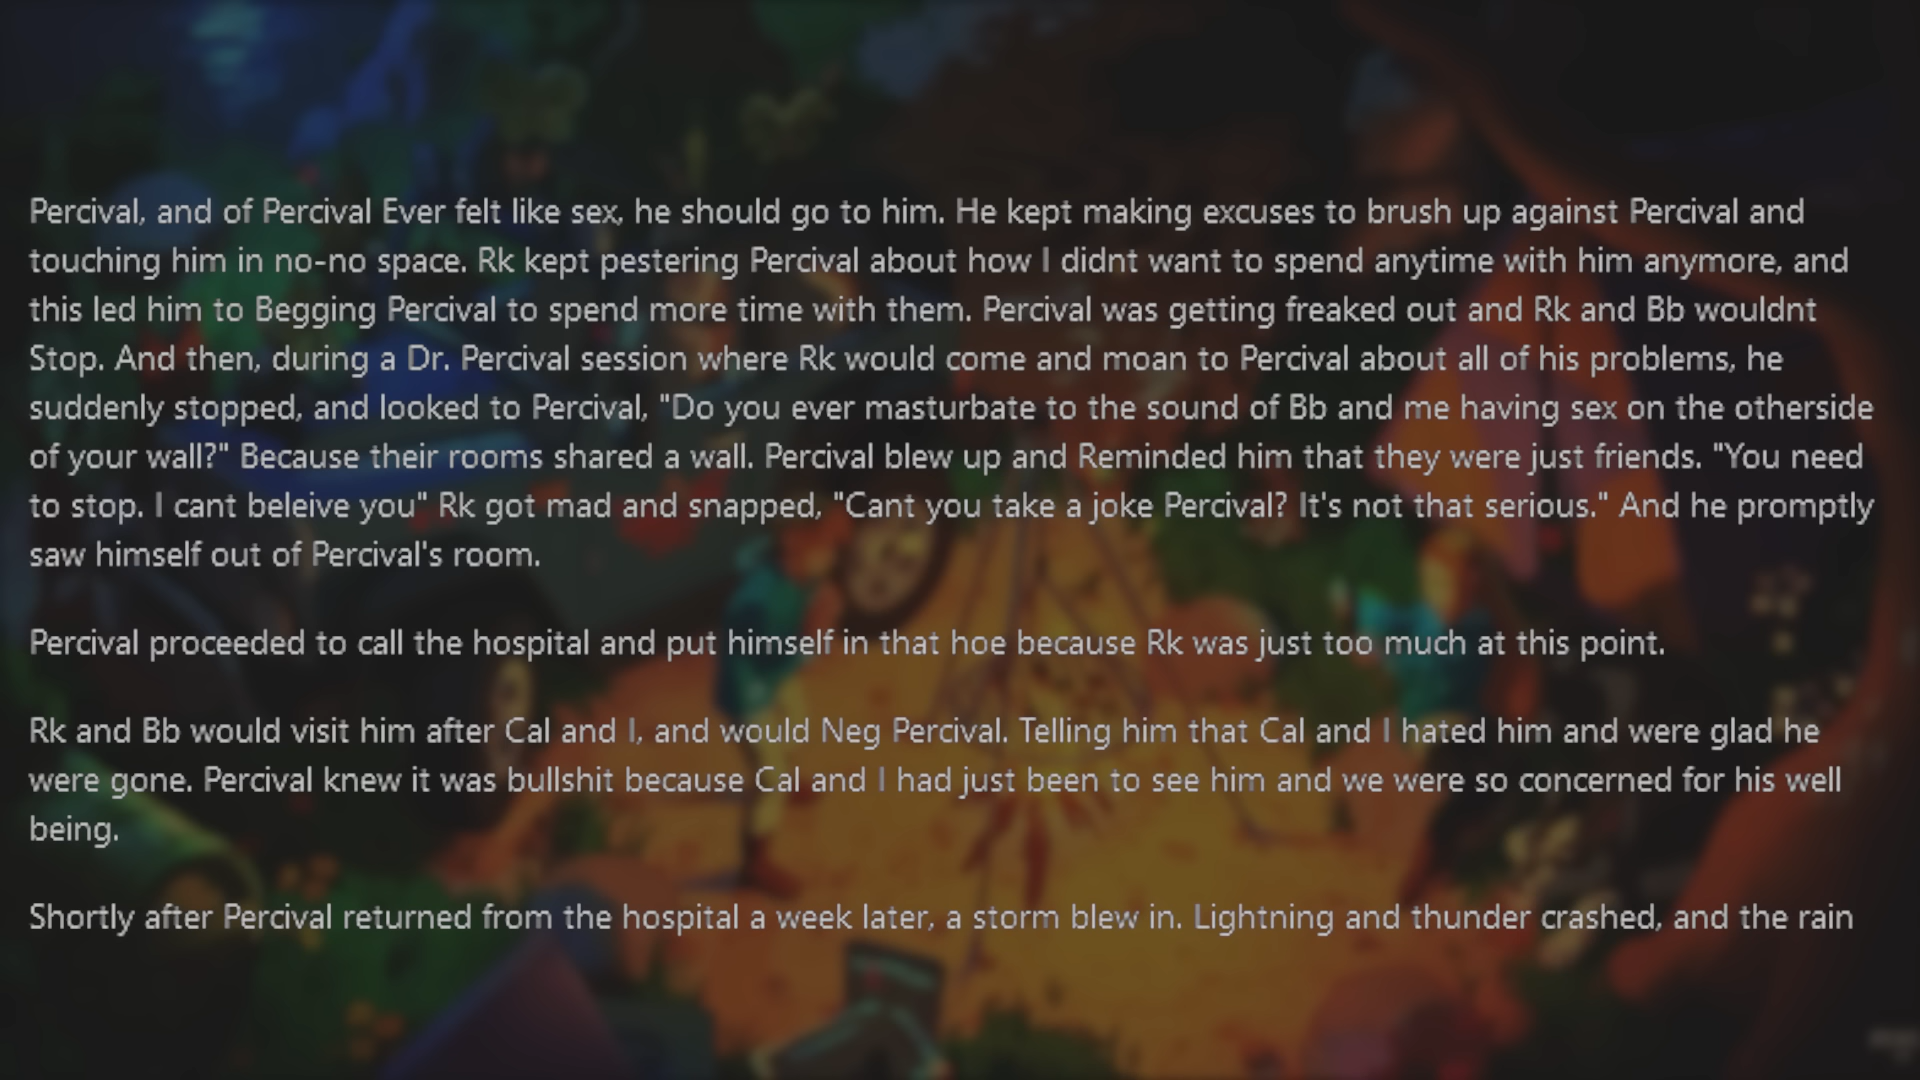 Percival, and of Percival Ever felt like sex, he should go to him. He kept making excuses to brush up against Percival and
touching him in no-no space. Rk kept pestering Percival about how I didnt want to spend anytime with him anymore, and
this led him to Begging Percival to spend more time with them. Percival was getting freaked out and Rk and Bb wouldnt
Stop. And then, during a Dr. Percival session where Rk would come and moan to Percival about all of his problems, he
suddenly stopped, and looked to Percival, "Do you ever masturbate to the sound of Bb and me having sex on the otherside
of your wall?" Because their rooms shared a wall. Percival blew up and Reminded him that they were just friends. "You need
to stop. I cant beleive you" Rk got mad and snapped, "Cant you take a joke Percival? It's not that serious." And he promptly
saw himself out of Percival's room.
Percival proceeded to call the hospital and put himself in that hoe because Rk was just too much at this point.
Rk and Bb would visit him after Cal and I, and would Neg Percival. Telling him that Cal and I hated him and were glad he
were gone. Percival knew it was bullshit because Cal and I had just been to see him and we were so concerned for his well
being.
Shortly after Percival returned from the hospital a week later, a storm blew in. Lightning and thunder crashed, and the rain